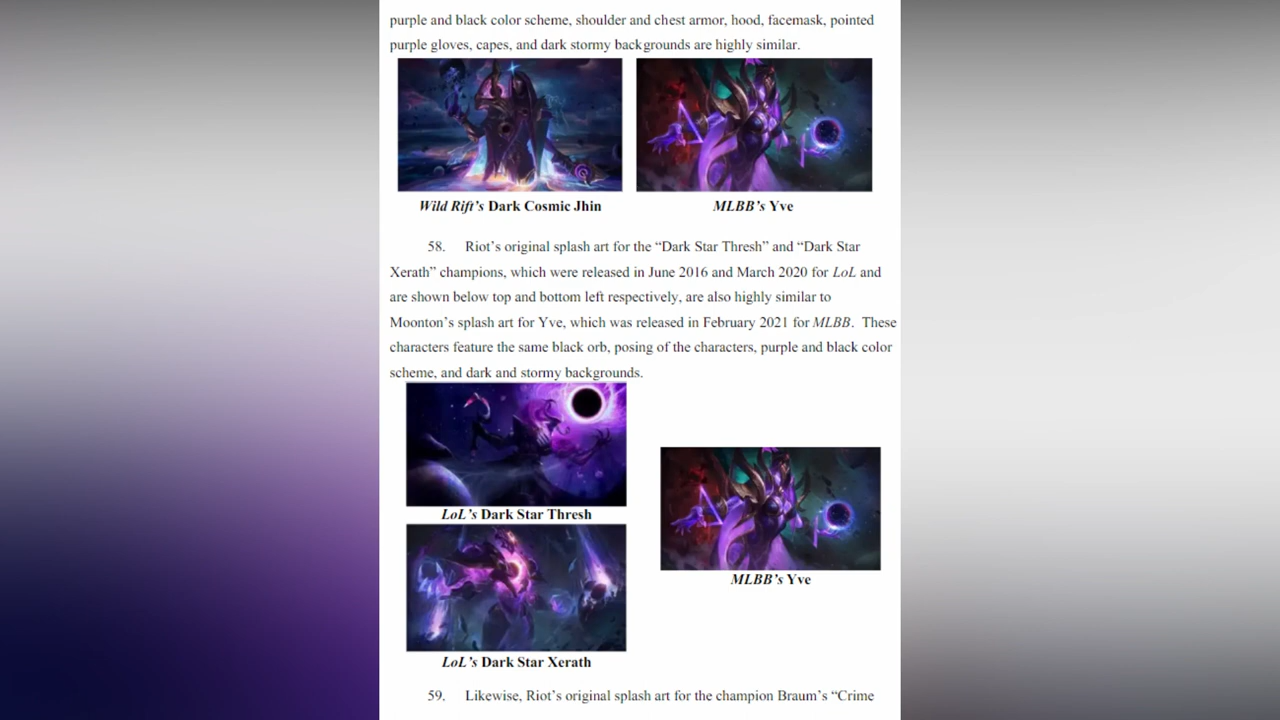 purple and black color scheme, shoulder and chest armor, hood, facemask, pointed
purple gloves, capes, and dark stormy backgrounds are highly similar.
Wild Rift's Dark Cosmic Jhin
MLBB's Yve
58. Riot's original splash art for the “Dark Star Thresh” and “Dark Star
Xerath” champions, which were released in June 2016 and March 2020 for LoL and
are shown below top and bottom left respectively, are also highly similar to
Moonton's splash art for Yve, which was released in February 2021 for MLBB. These
characters feature the same black orb, posing of the characters, purple and black color
scheme, and dark and stormy backgrounds.
LoL's Dark Star Thresh
MLBB's Yve
LoL's Dark Star Xerath
59. Likewise, Riot's original splash art for the champion Braum's “Crime